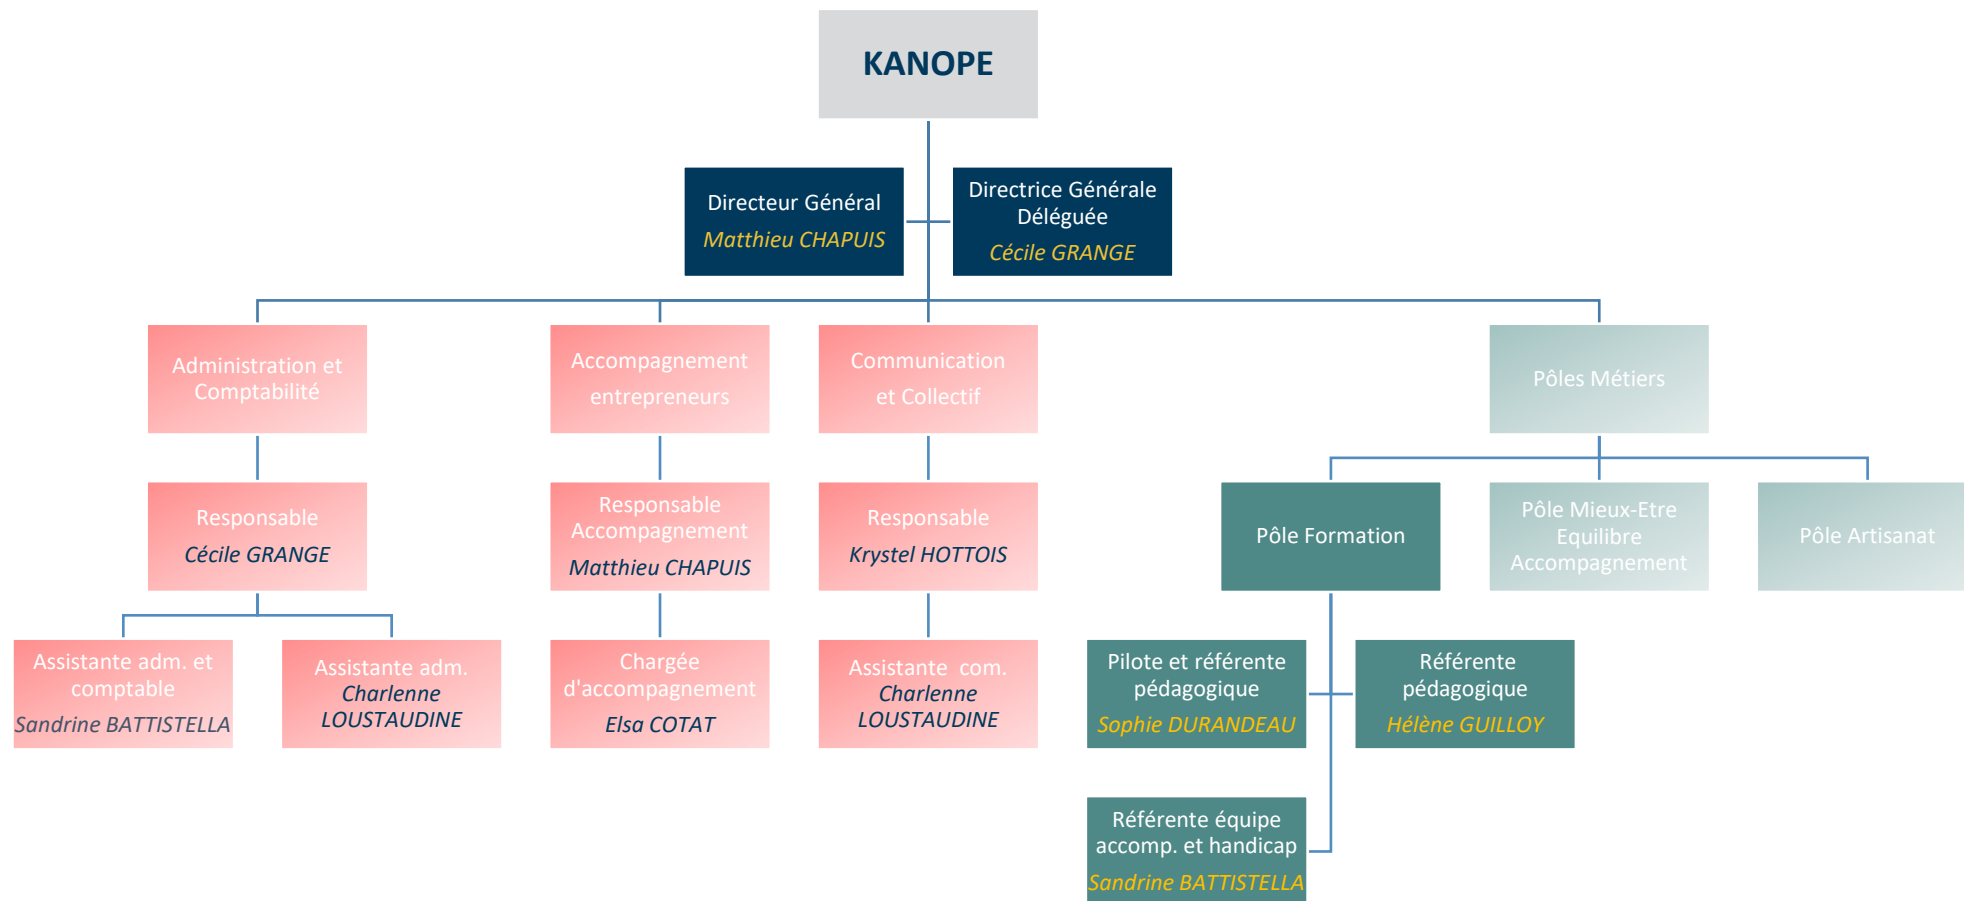 KANOPE
Directeur Général
Matthieu CHAPUIS
Directrice Générale
Déléguée
Cécile GRANGE
Administration et
Comptabilité
Accompagnement
entrepreneurs
Communication
et Collectif
Pôles Métiers
Responsable
Cécile GRANGE
Responsable
Accompagnement
Matthieu CHAPUIS
Responsable
Krystel HOTTOIS
Pôle Formation
Pôle Mieux-Etre
Equilibre
Accompagnement
Pôle Artisanat
Assistante adm. et
comptable
Sandrine BATTISTELLA
Assistante adm.
Charlenne
LOUSTAUDINE
Chargée
d'accompagnement
Elsa COTAT
Assistante com.
Charlenne
LOUSTAUDINE
Pilote et référente
pédagogique
Sophie DURANDEAU
Référente
pédagogique
Hélène GUILLOY
Référente équipe
accomp. et handicap
Sandrine BATTISTELLA